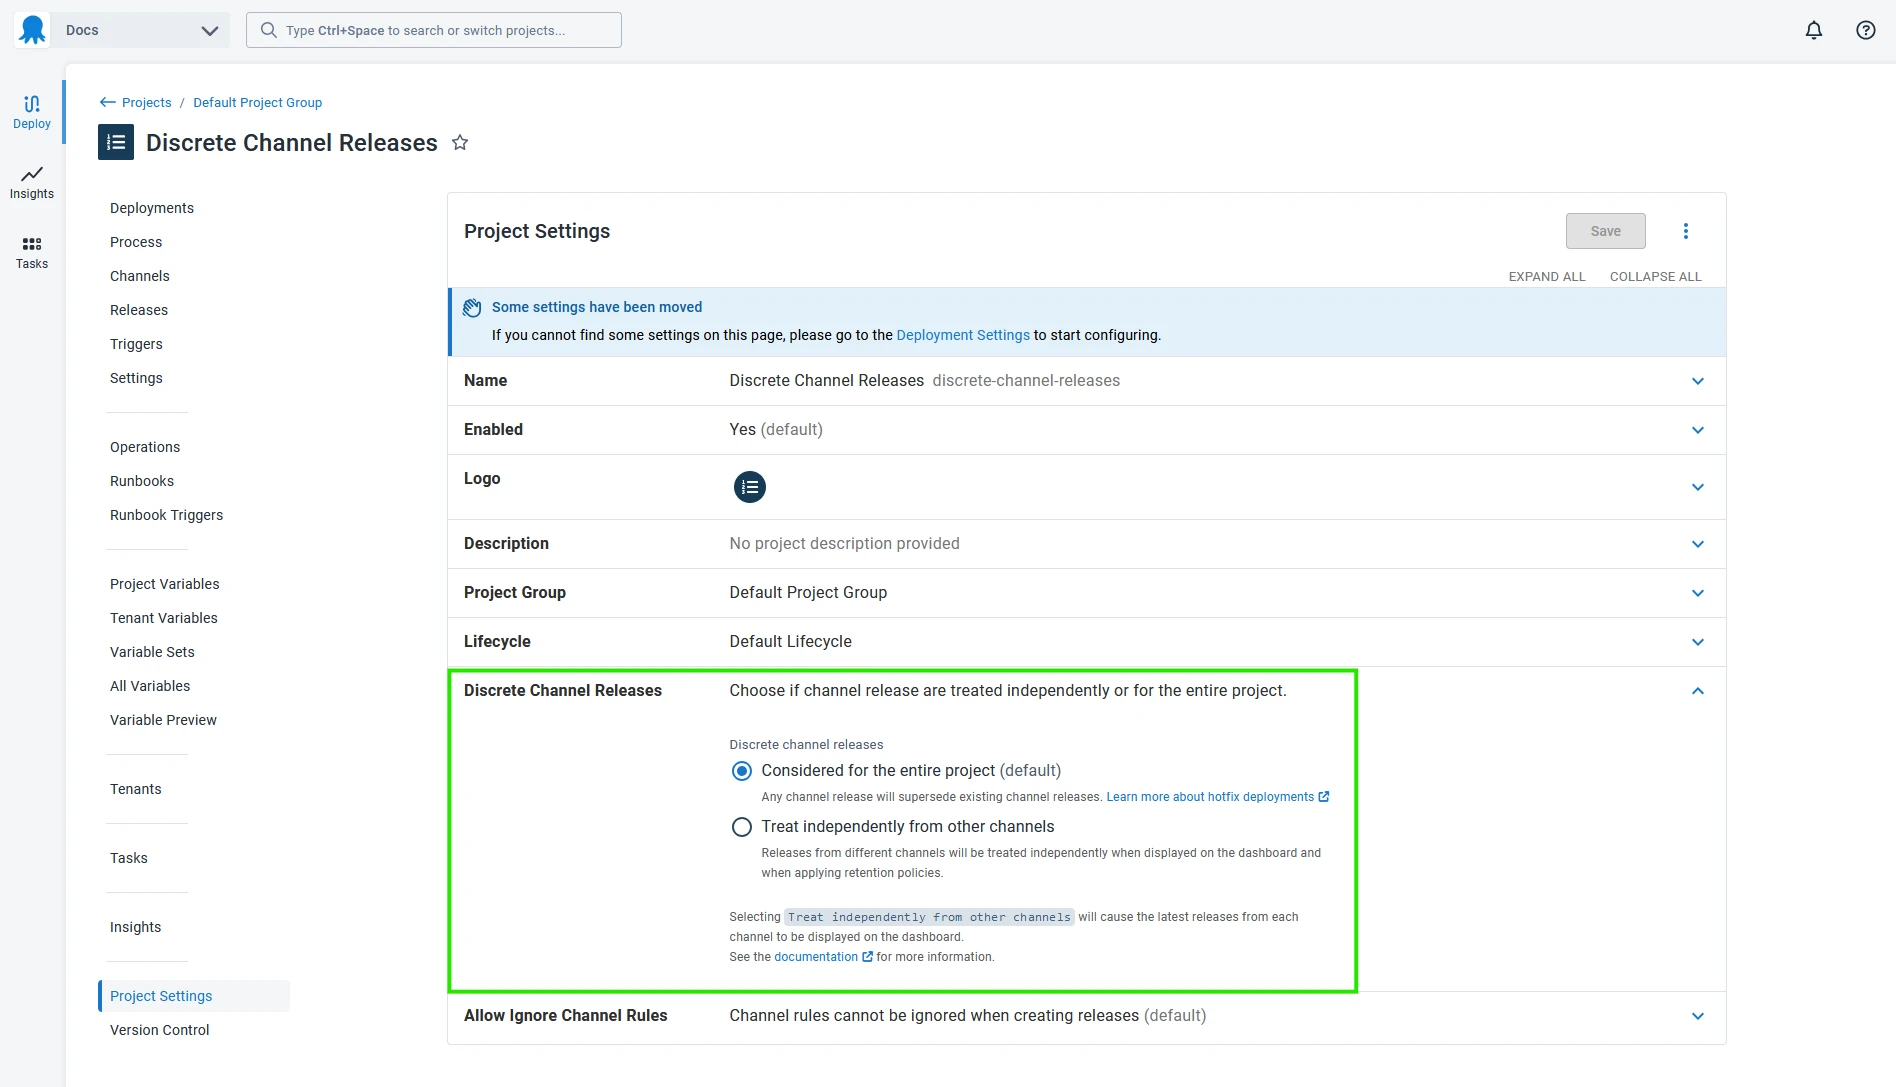 Docs
Type Ctrl+Space to search or switch projects...
Deploy
Insights
Tasks
Projects / Default Project Group
Discrete Channel Releases
Deployments
Process
Channels
Releases
Triggers
Settings
Operations
Runbooks
Runbook Triggers
Project Variables
Tenant Variables
Variable Sets
All Variables
Variable Preview
Tenants
Tasks
Insights
Project Settings
Version Control
Project Settings
Save
EXPAND ALL COLLAPSE ALL
Some settings have been moved
If you cannot find some settings on this page, please go to the Deployment Settings to start configuring.
Name Discrete Channel Releases discrete-channel-releases
Enabled Yes (default)
Logo
Description No project description provided
Project Group Default Project Group
Lifecycle Default Lifecycle
Discrete Channel Releases Choose if channel release are treated independently or for the entire project.
Discrete channel releases
Considered for the entire project (default)
Any channel release will supersede existing channel releases. Learn more about hotfix deployments
Treat independently from other channels
Releases from different channels will be treated independently when displayed on the dashboard and
when applying retention policies.
Selecting Treat independently from other channels will cause the latest releases from each
channel to be displayed on the dashboard.
See the documentation for more information.
Allow Ignore Channel Rules Channel rules cannot be ignored when creating releases (default)